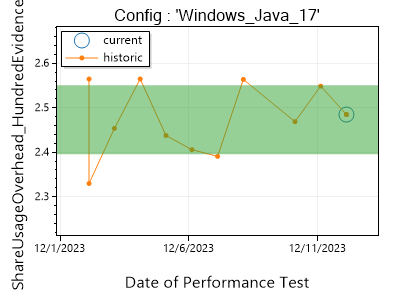 Config : 'Windows_Java_17'
current
historic
ShareUsageOverhead_HundredEvidence
2.6
2.5
2.4
2.3
12/1/2023
12/6/2023
12/11/2023
Date of Performance Test